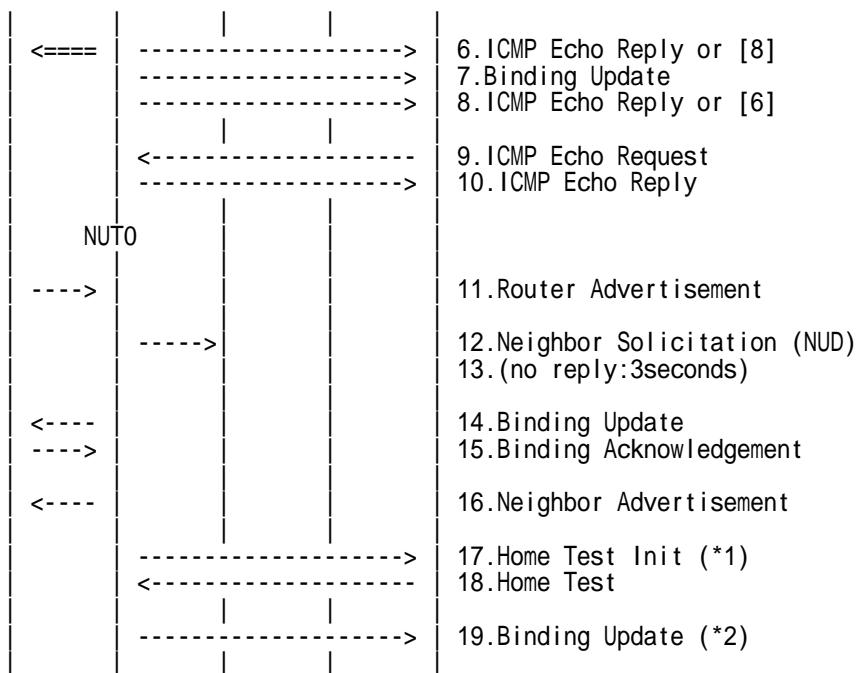 <==== --------------------> 6.ICMP Echo Reply or [8]
--------------------> 7.Binding Update
--------------------> 8.ICMP Echo Reply or [6]
<-------------------- 9.ICMP Echo Request
--------------------> 10.ICMP Echo Reply
NUT0
----> 11.Router Advertisement
-----> 12.Neighbor Solicitation (NUD)
13.(no reply:3seconds)
<---- 14.Binding Update
----> 15.Binding Acknowledgement
<---- 16.Neighbor Advertisement
--------------------> 17.Home Test Init (*1)
<-------------------- 18.Home Test
--------------------> 19.Binding Update (*2)